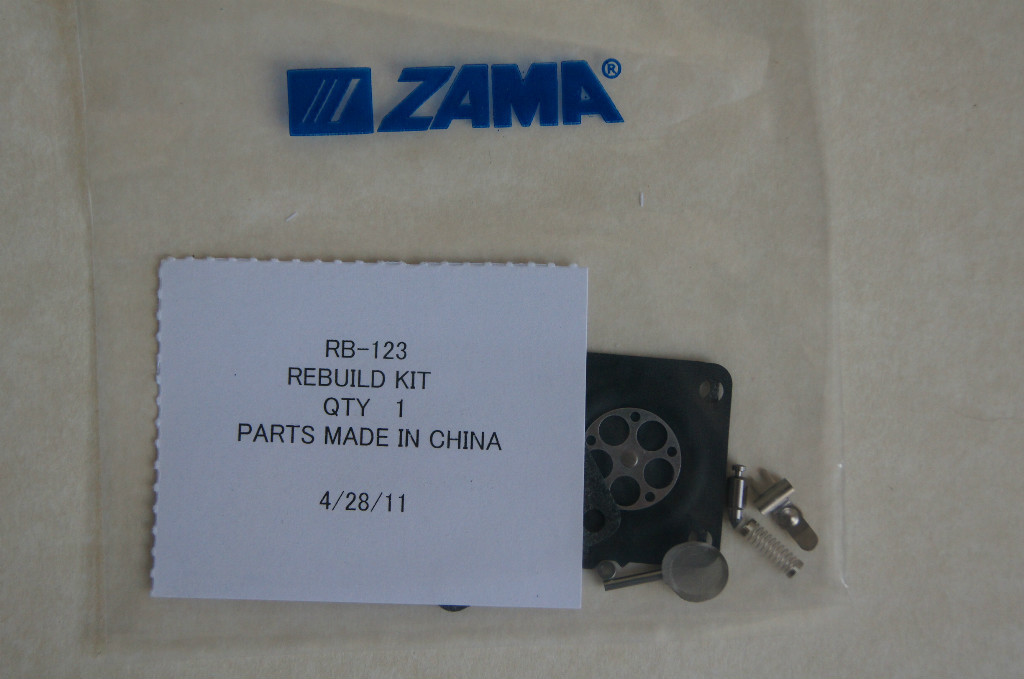 ZAMA®
RB-123
REBUILD KIT
QTY 1
PARTS MADE IN CHINA
4/28/11